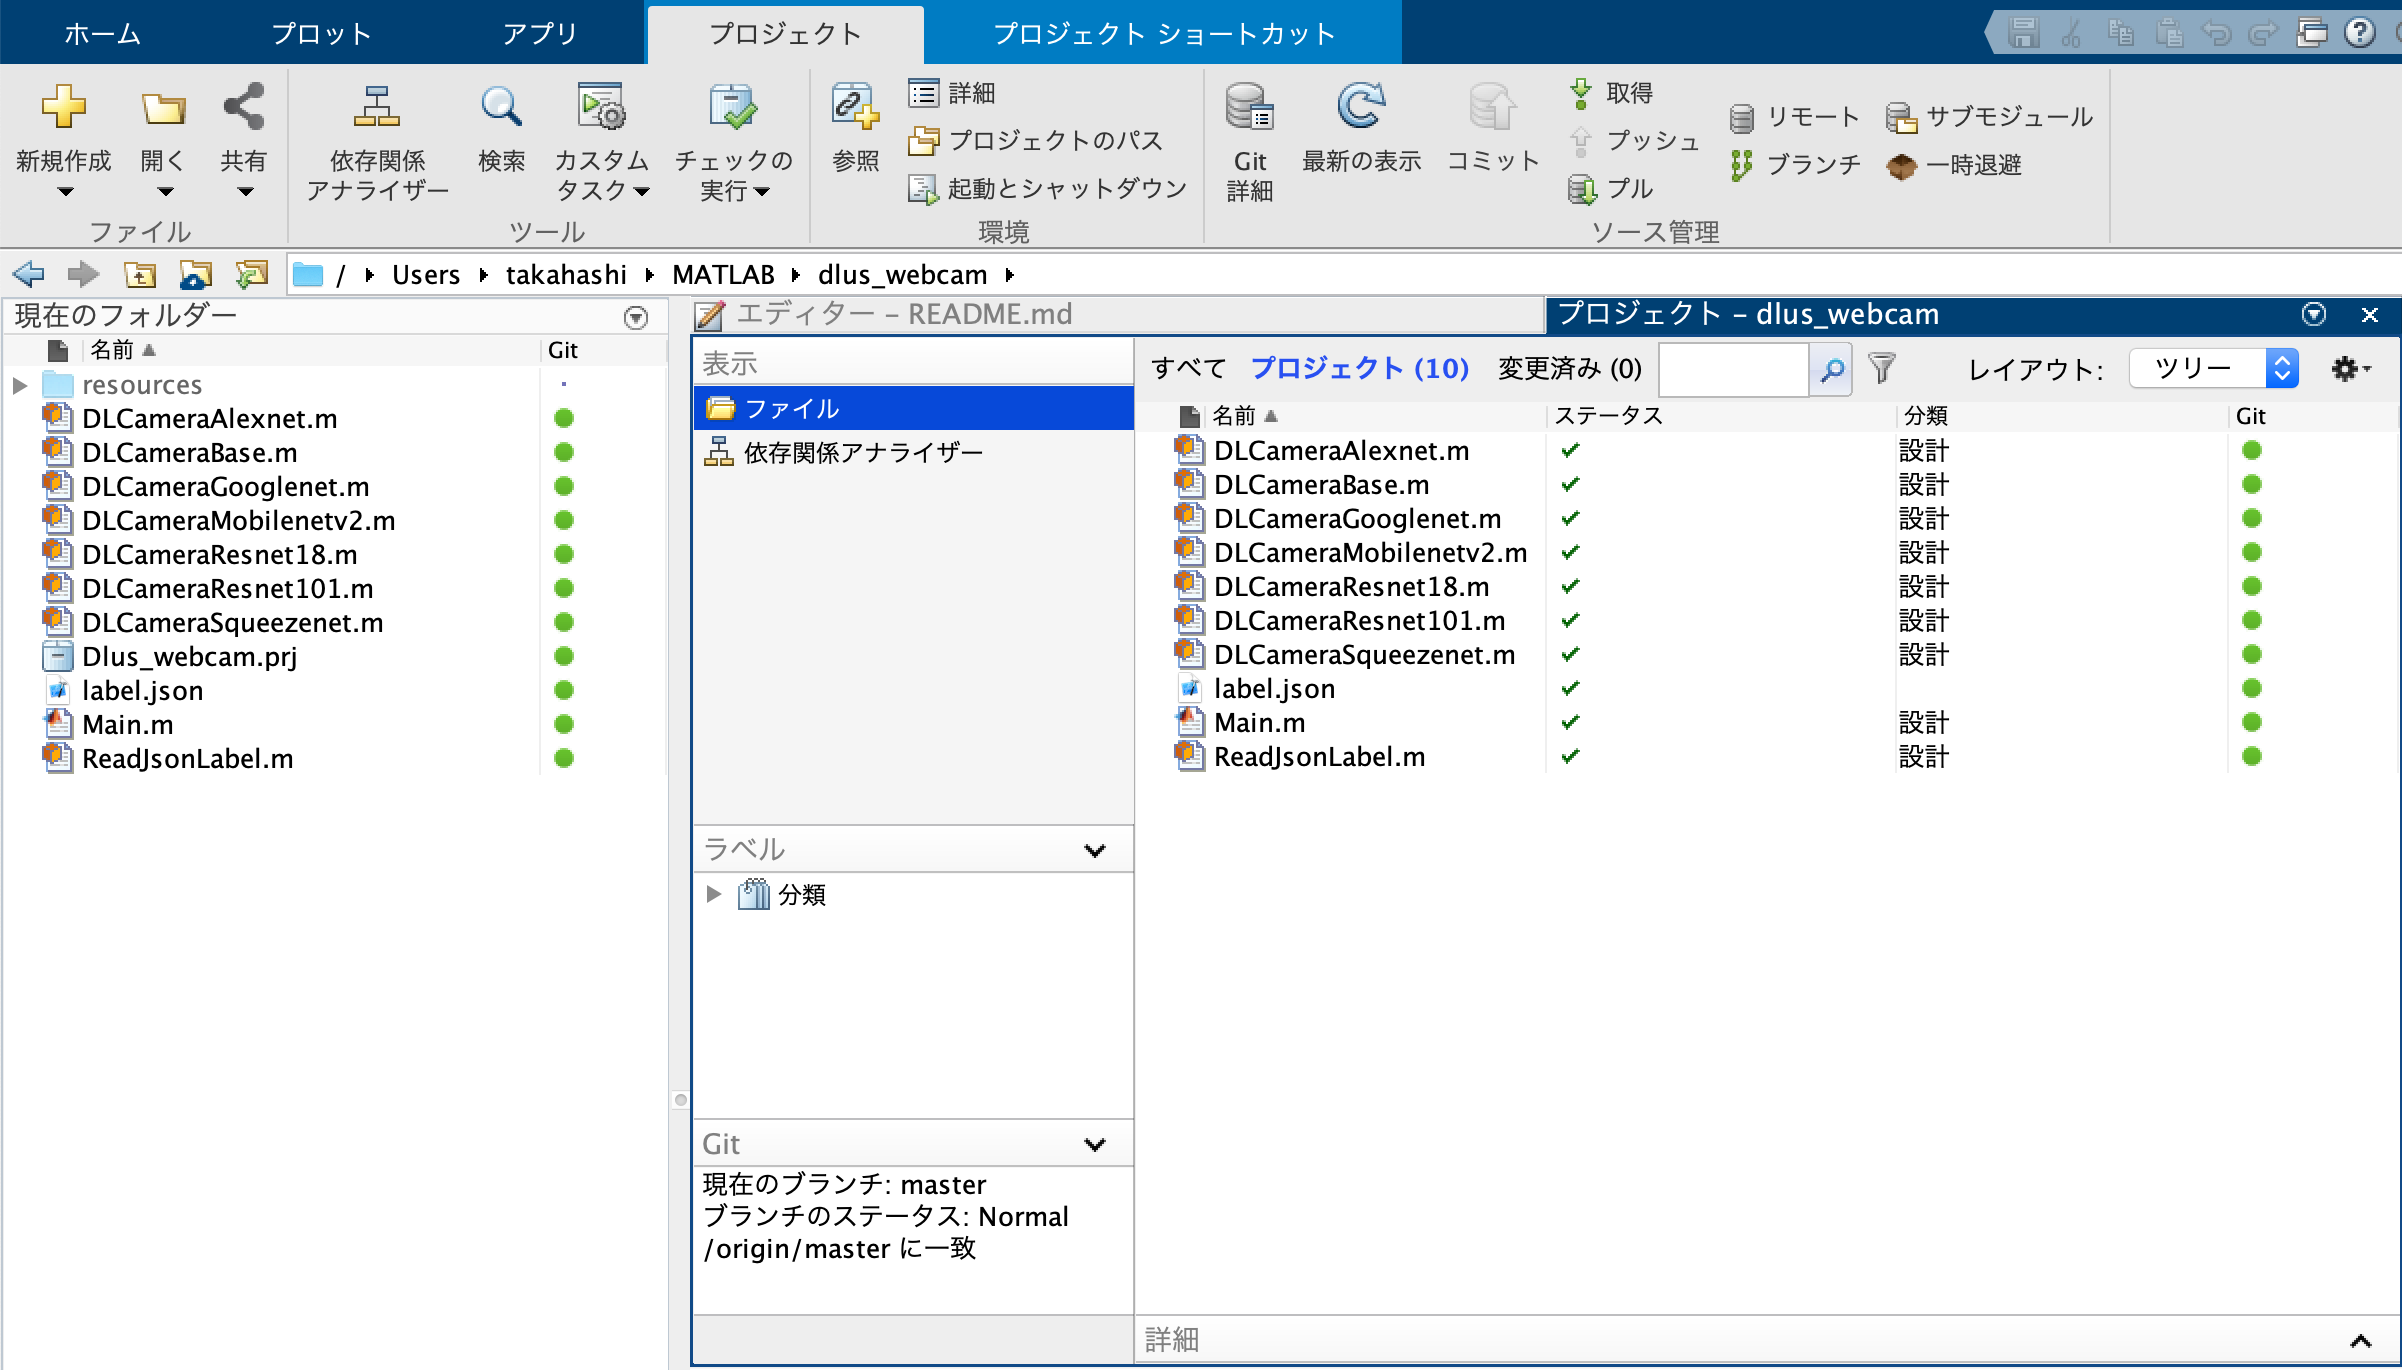 ホーム プロット アプリ プロジェクト プロジェクト ショートカット
新規作成 開く 共有
ファイル
依存関係
アナライザー
検索
カスタム
タスク
チェックの
実行
ツール
参照
詳細
プロジェクトのパス
起動とシャットダウン
環境
Git
詳細
最新の表示
コミット
取得
プッシュ
プル
リモート
ブランチ
サブモジュール
一時退避
ソース管理
/ Users takahashi MATLAB dlus_webcam
現在のフォルダー
名前 Git
resources
DLCameraAlexnet.m
DLCameraBase.m
DLCameraGooglenet.m
DLCameraMobilenetv2.m
DLCameraResnet18.m
DLCameraResnet101.m
DLCameraSqueezenet.m
Dlus_webcam.prj
label.json
Main.m
ReadJsonLabel.m
エディター – README.md
プロジェクト – dlus_webcam
表示
ファイル
依存関係アナライザー
ラベル
分類
Git
現在のブランチ: master
ブランチのステータス: Normal
/origin/master に一致
すべて プロジェクト (10) 変更済み (0) レイアウト: ツリー
名前 ステータス 分類 Git
DLCameraAlexnet.m 設計
DLCameraBase.m 設計
DLCameraGooglenet.m 設計
DLCameraMobilenetv2.m 設計
DLCameraResnet18.m 設計
DLCameraResnet101.m 設計
DLCameraSqueezenet.m 設計
label.json
Main.m 設計
ReadJsonLabel.m 設計
詳細